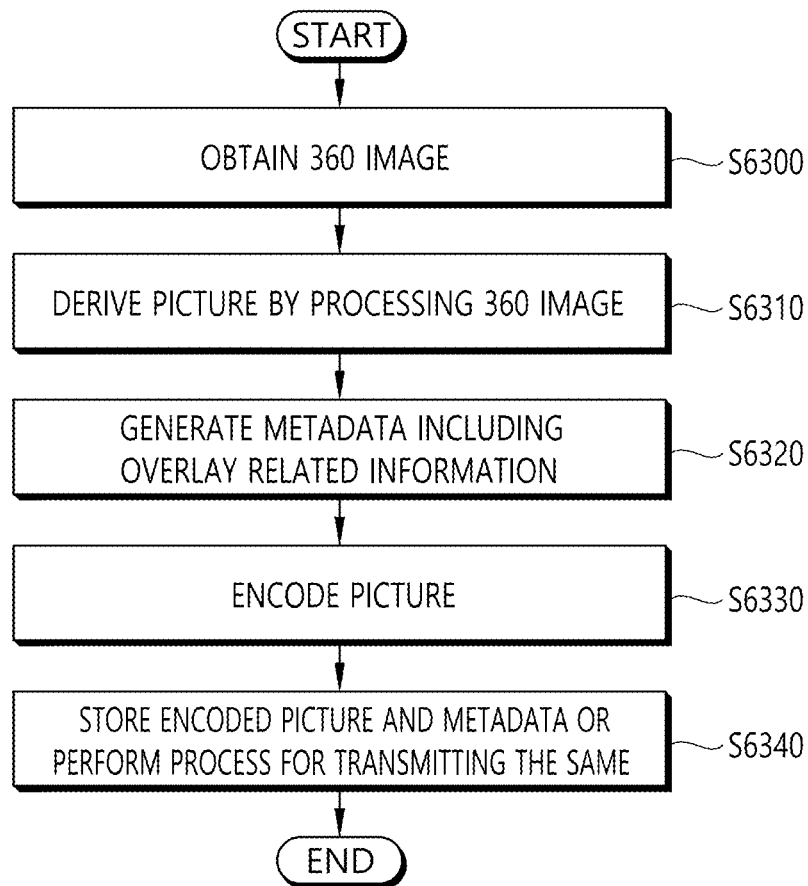 START
OBTAIN 360 IMAGE
S6300
DERIVE PICTURE BY PROCESSING 360 IMAGE
S6310
GENERATE METADATA INCLUDING
OVERLAY RELATED INFORMATION
S6320
ENCODE PICTURE
S6330
STORE ENCODED PICTURE AND METADATA OR
PERFORM PROCESS FOR TRANSMITTING THE SAME
S6340
END